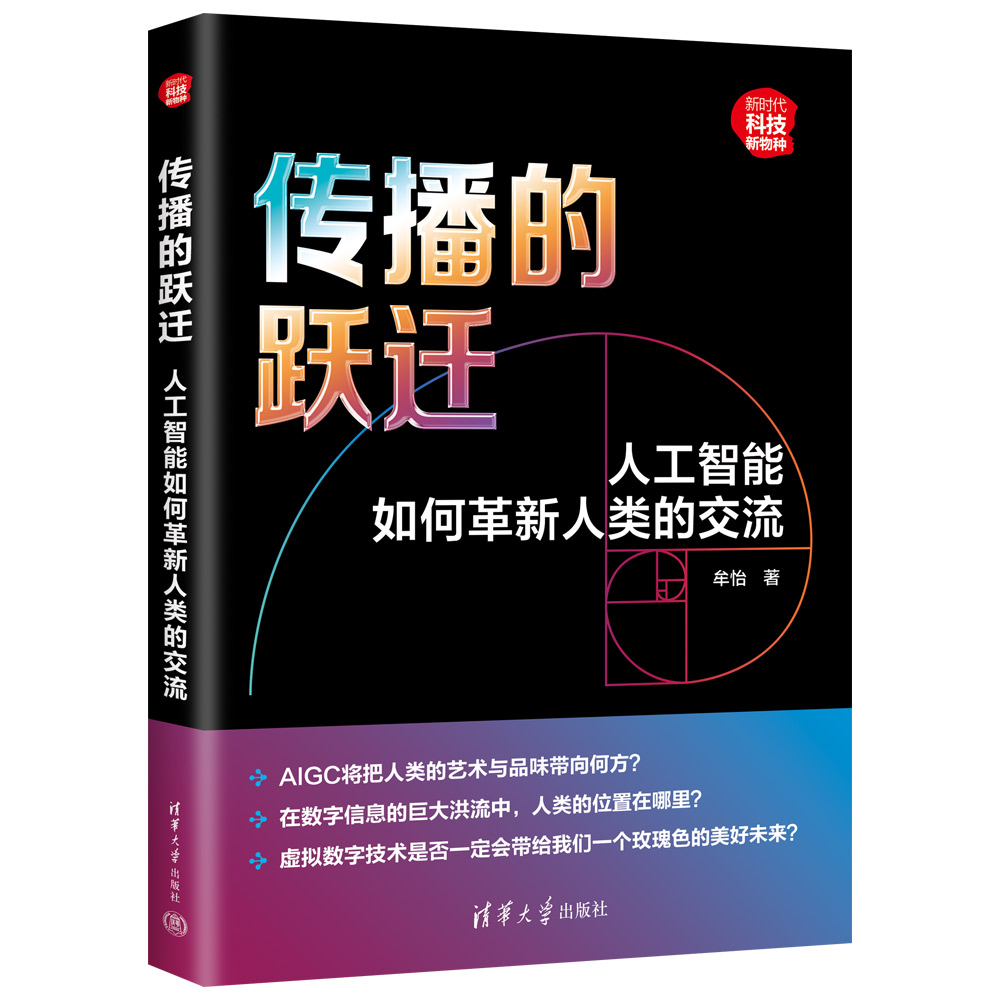 新时代
科技
新物种
传播的跃迁
人工智能如何革新人类的交流
清华大学出版社
新时代
科技
新物种
传播的
跃迁
人工智能
如何革新人类的交流
牟怡 著
AIGC将把人类的艺术与品味带向何方?
在数字信息的巨大洪流中，人类的位置在哪里?
虚拟数字技术是否一定会带给我们一个玫瑰色的美好未来?
清华大学出版社